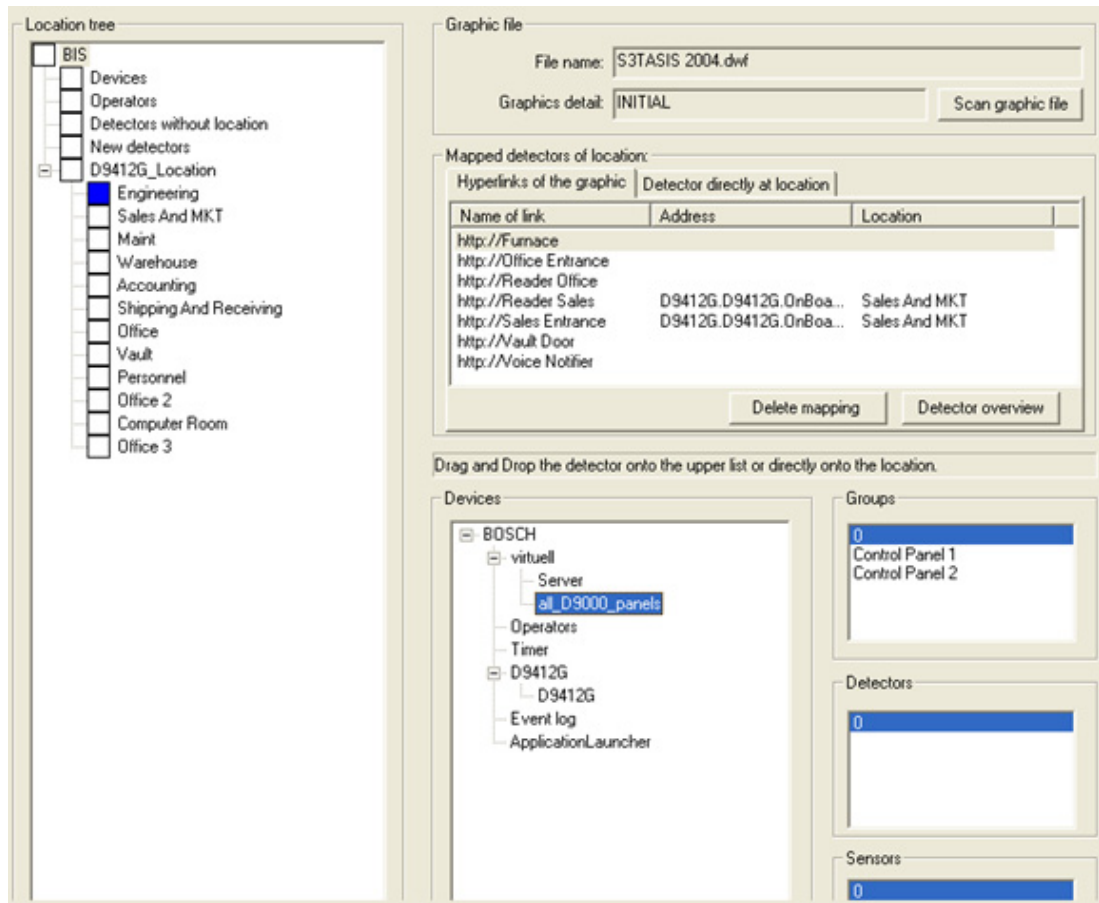 Location tree
BIS
Devices
Operators
Detectors without location
New detectors
D9412G_Location
Engineering
Sales And MKT
Maint
Warehouse
Accounting
Shipping And Receiving
Office
Vault
Personnel
Office 2
Computer Room
Office 3
Graphic file
File name: S3TASIS 2004.dwf
Graphics detail: INITIAL Scan graphic file
Mapped detectors of location:
Hyperlinks of the graphic Detector directly at location
Name of link Address Location
http://Furnace
http://Office Entrance
http://Reader Office
http://Reader Sales D9412G.D9412G.OnBoa... Sales And MKT
http://Sales Entrance D9412G.D9412G.OnBoa... Sales And MKT
http://Vault Door
http://Voice Notifier
Delete mapping Detector overview
Drag and Drop the detector onto the upper list or directly onto the location.
Devices
BOSCH
virtuell
Server
all_D9000_panels
Operators
Timer
D9412G
D9412G
Event log
ApplicationLauncher
Groups
0
Control Panel 1
Control Panel 2
Detectors
0
Sensors
0